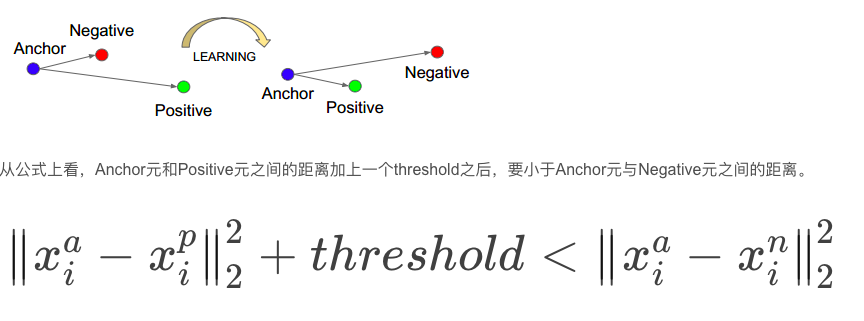 Negative
Anchor
LEARNING
Negative
Anchor
Positive
Positive
从公式上看，Anchor元和Positive元之间的距离加上一个threshold之后，要小于Anchor元与Negative元之间的距离。
‖x_i^a − x_i^p‖_2^2 + threshold < ‖x_i^a − x_i^n‖_2^2